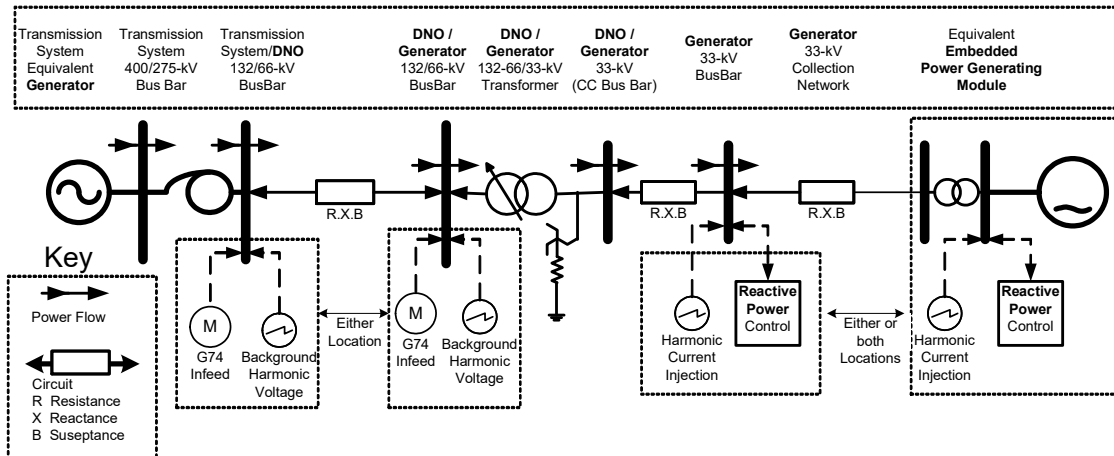 Transmission
System
Equivalent
Generator
Transmission
System
400/275-kV
Bus Bar
Transmission
System/DNO
132/66-kV
BusBar
DNO /
Generator
132/66-kV
BusBar
DNO /
Generator
132-66/33-kV
Transformer
DNO /
Generator
33-kV
(CC Bus Bar)
Generator
33-kV
BusBar
Generator
33-kV
Collection
Network
Equivalent
Embedded
Power Generating
Module
R.X.B
R.X.B
R.X.B
Key
Power Flow
Circuit
R Resistance
X Reactance
B Suseptance
M
G74
Infeed
Background
Harmonic
Voltage
Either
Location
M
G74
Infeed
Background
Harmonic
Voltage
Harmonic
Current
Injection
Reactive
Power
Control
Either or
both
Locations
Harmonic
Current
Injection
Reactive
Power
Control